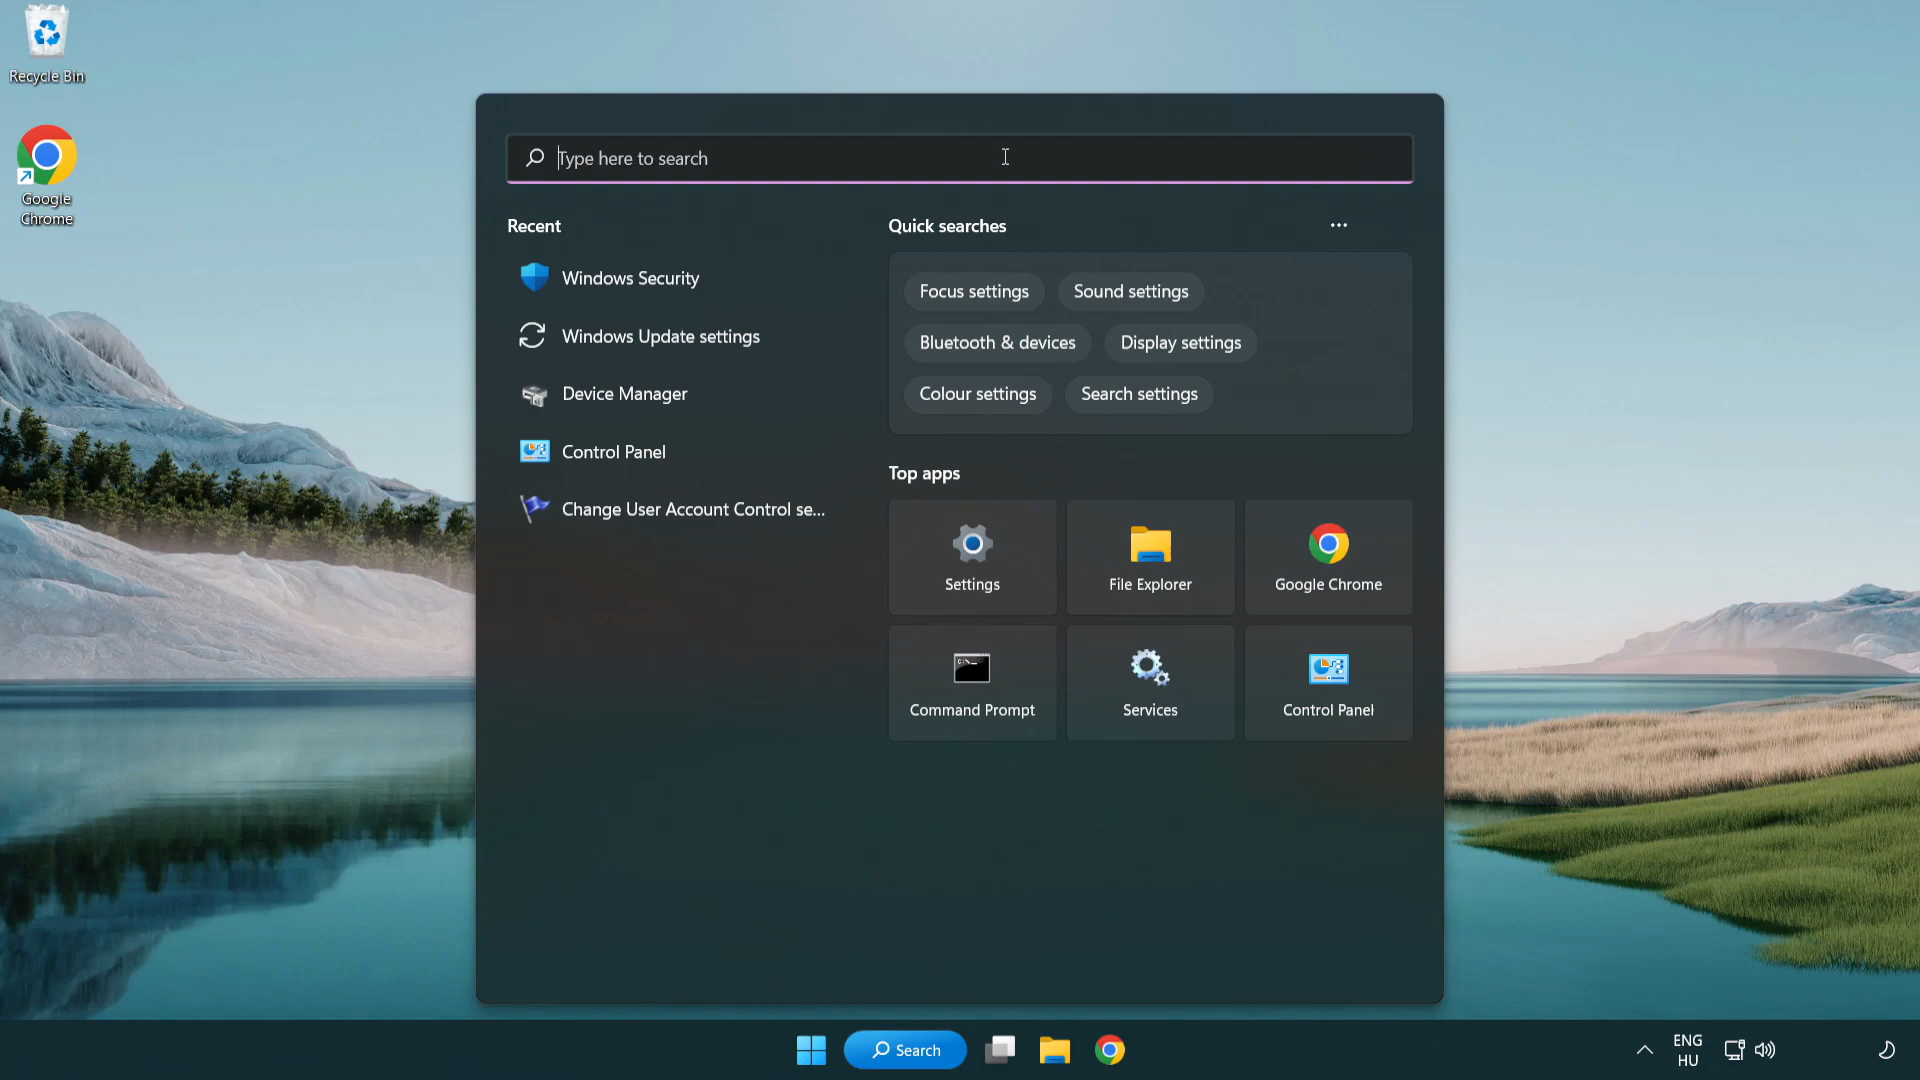 Recycle Bin
Google
Chrome
Type here to search
Recent
Windows Security
Windows Update settings
Device Manager
Control Panel
Change User Account Control se...
Quick searches
Focus settings
Sound settings
Bluetooth & devices
Display settings
Colour settings
Search settings
Top apps
Settings
File Explorer
Google Chrome
Command Prompt
Services
Control Panel
Search
ENG
HU